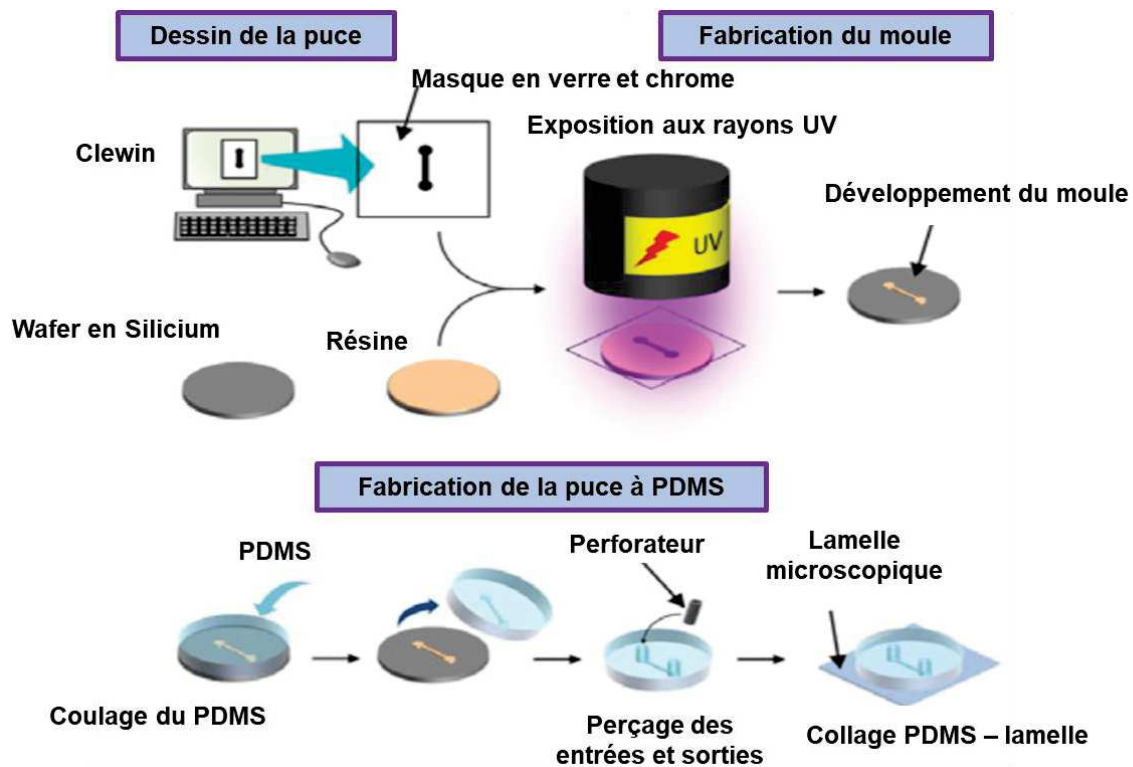 Dessin de la puce
Fabrication du moule
Masque en verre et chrome
Exposition aux rayons UV
Clewin
Développement du moule
UV
Wafer en Silicium
Résine
Fabrication de la puce à PDMS
PDMS
Perforateur
Lamelle
microscopique
Coulage du PDMS
Perçage des
entrées et sorties
Collage PDMS – lamelle